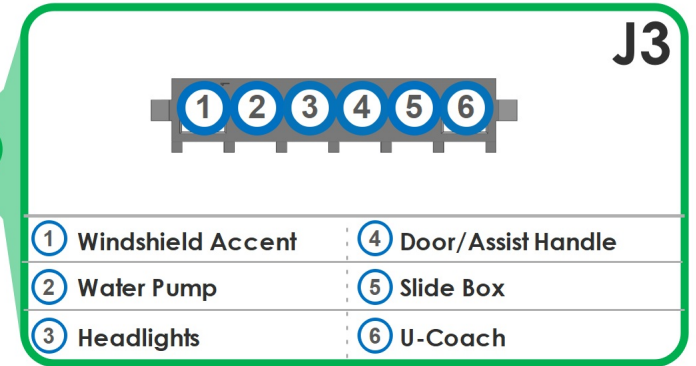 J3
1 2 3 4 5 6
1 Windshield Accent
4 Door/Assist Handle
2 Water Pump
5 Slide Box
3 Headlights
6 U-Coach